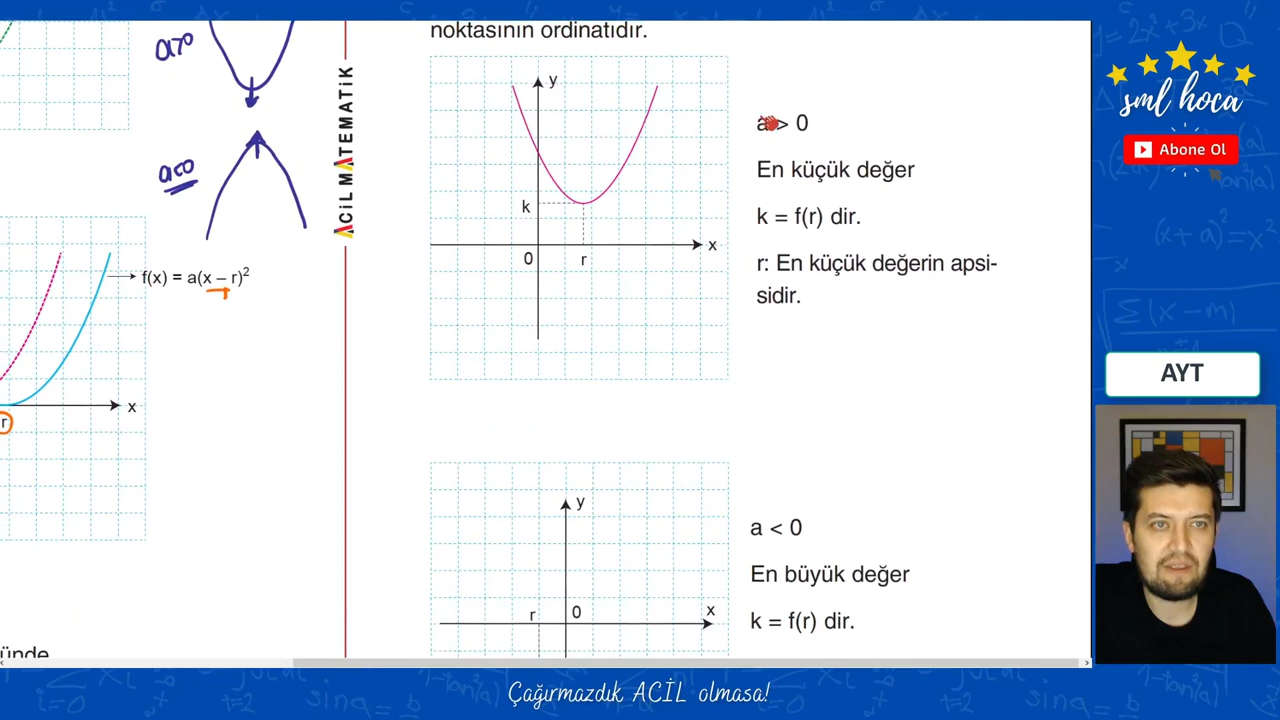 noktasının ordinatıdır.
a>0
a<0
ACİL MATEMATİK
f(x) = a(x – r)²
x
r
ünde
y
k
0
r
x
a > 0
En küçük değer
k = f(r) dir.
r: En küçük değerin apsi-
sidir.
y
r
0
x
a < 0
En büyük değer
k = f(r) dir.
sml hoca
Abone Ol
AYT
Çağırmazdık ACİL olmasa!